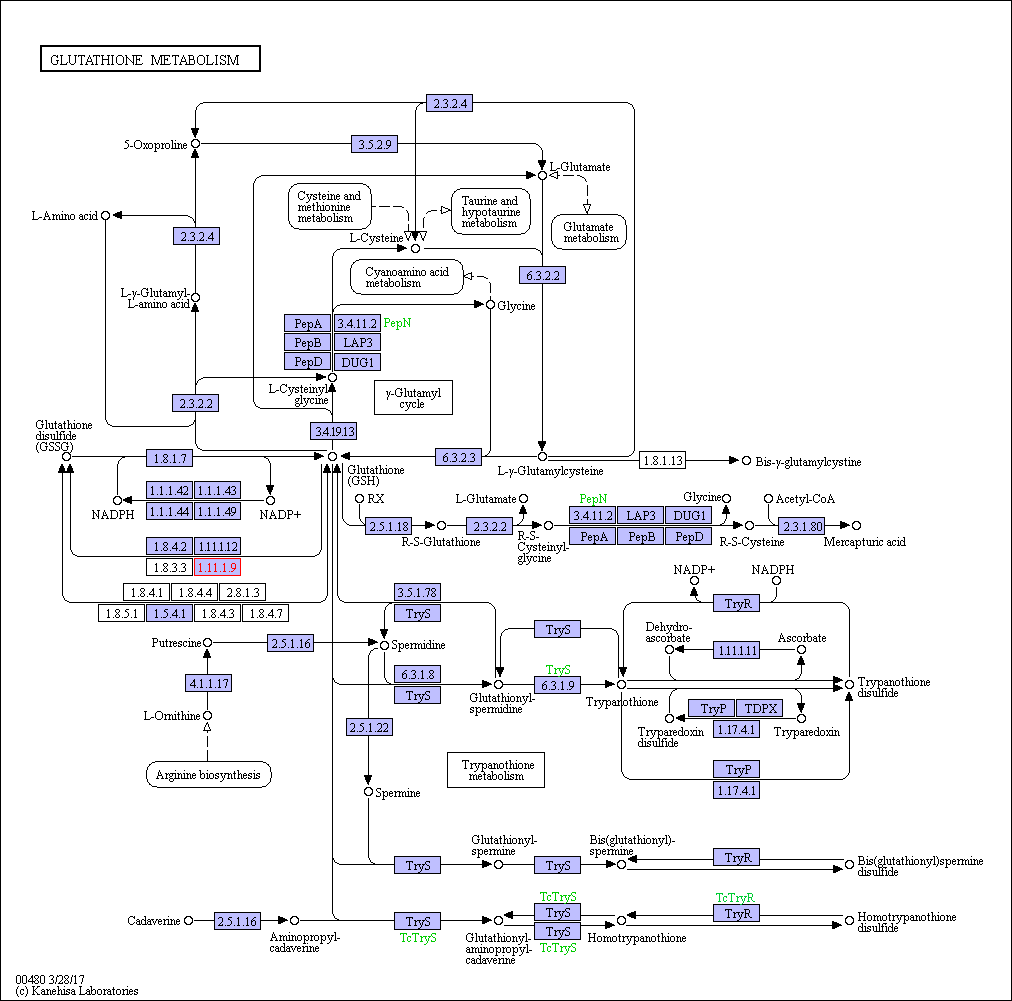 GLUTATHIONE METABOLISM
2.3.2.4
5-Oxoproline
3.5.2.9
L-Glutamate
Cysteine and
methionine
metabolism
Taurine and
hypotaurine
metabolism
L-Amino acid
Glutamate
metabolism
2.3.2.4
L-Cysteine
Cyanoamino acid
metabolism
6.3.2.2
L-γ-Glutamyl-
L-amino acid
Glycine
PepA
3.4.11.2
PepN
PepB
LAP3
PepD
DUG1
L-Cysteinyl
glycine
γ-Glutamyl
cycle
2.3.2.2
3.4.19.13
Glutathione
disulfide
(GSSG)
1.8.1.7
Glutathione
(GSH)
6.3.2.3
L-γ-Glutamylcysteine
1.8.1.13
Bis-γ-glutamylcystine
1.1.1.42
1.1.1.43
1.1.1.44
1.1.1.49
NADPH
NADP+
RX
L-Glutamate
PepN
Glycine
Acetyl-CoA
2.5.1.18
R-S-Glutathione
2.3.2.2
R-S-
Cysteinyl-
glycine
3.4.11.2
LAP3
DUG1
PepA
PepB
PepD
R-S-Cysteine
2.3.1.80
Mercapturic acid
1.8.4.2
1.11.1.12
1.8.3.3
1.11.1.9
1.8.4.1
1.8.4.4
2.8.1.3
1.8.5.1
1.5.4.1
1.8.4.3
1.8.4.7
NADP+
NADPH
3.5.1.78
TryS
TryR
Putrescine
2.5.1.16
Spermidine
TryS
Dehydro-
ascorbate
Ascorbate
1.11.1.11
4.1.1.17
6.3.1.8
TryS
Glutathionyl-
spermidine
TryS
6.3.1.9
Trypanothione
Trypanothione
disulfide
L-Ornithine
2.5.1.22
TryP
TDPX
1.17.4.1
Tryparedoxin
disulfide
Tryparedoxin
Arginine biosynthesis
Trypanothione
metabolism
TryP
1.17.4.1
Spermine
Glutathionyl-
spermine
Bis(glutathionyl)-
spermine
TryS
TryS
TryR
Bis(glutathionyl)spermine
disulfide
Cadaverine
2.5.1.16
Aminopropyl-
cadaverine
TryS
TcTryS
Glutathionyl-
aminopropyl-
cadaverine
TcTryS
TryS
TryS
TcTryS
Homotrypanothione
TcTryR
TryR
Homotrypanothione
disulfide
00480 3/28/17
(c) Kanehisa Laboratories